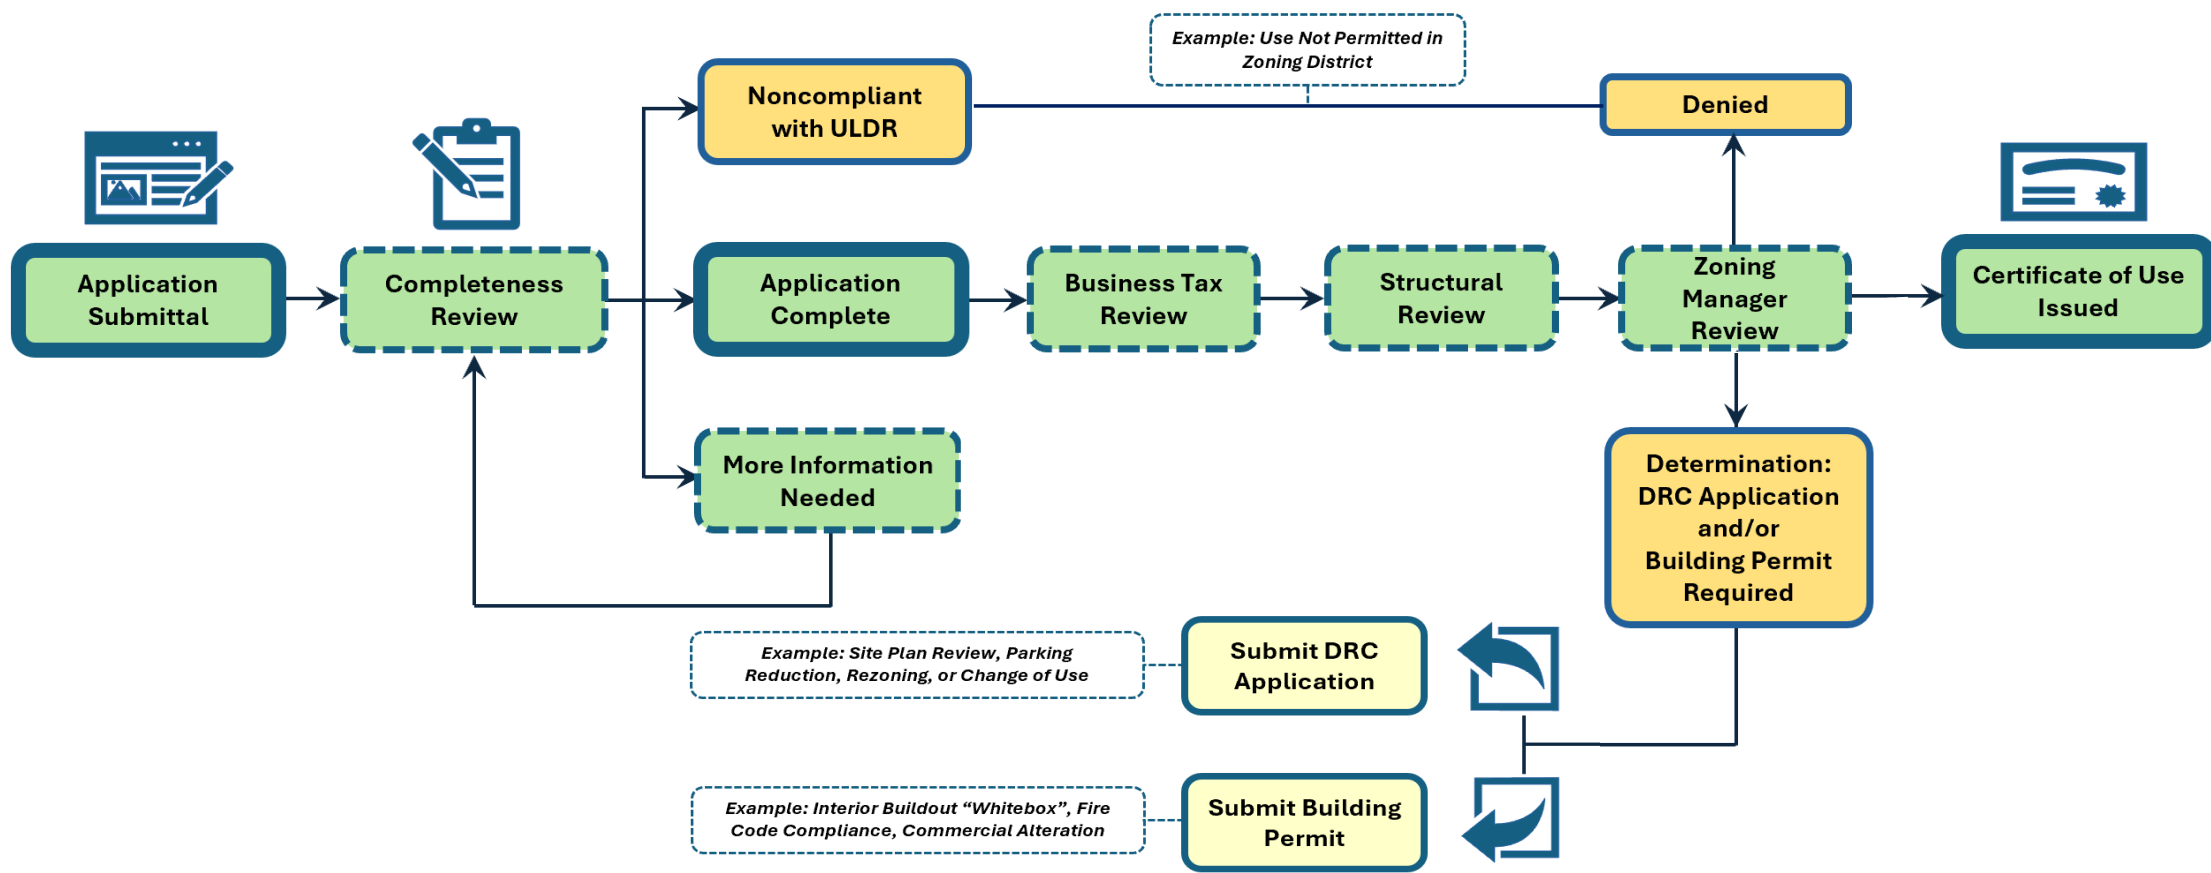 Example: Use Not Permitted in
Zoning District
Noncompliant
with ULDR
Denied
Application
Submittal
Completeness
Review
Application
Complete
Business Tax
Review
Structural
Review
Zoning
Manager
Review
Certificate of Use
Issued
More Information
Needed
Determination:
DRC Application
and/or
Building Permit
Required
Example: Site Plan Review, Parking
Reduction, Rezoning, or Change of Use
Submit DRC
Application
Example: Interior Buildout “Whitebox”, Fire
Code Compliance, Commercial Alteration
Submit Building
Permit